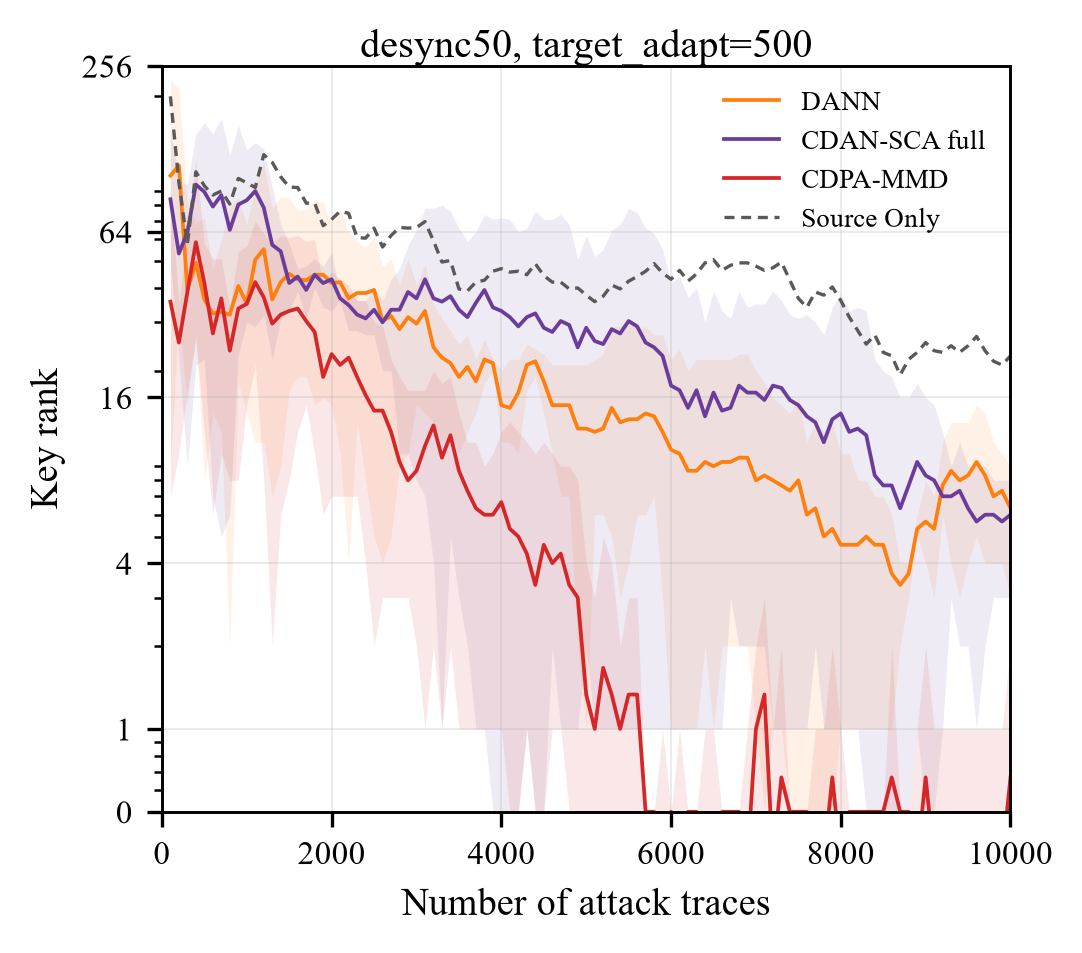 desync50, target_adapt=500
256
64
16
4
1
0
Key rank
DANN
CDAN-SCA full
CDPA-MMD
Source Only
0 2000 4000 6000 8000 10000
Number of attack traces